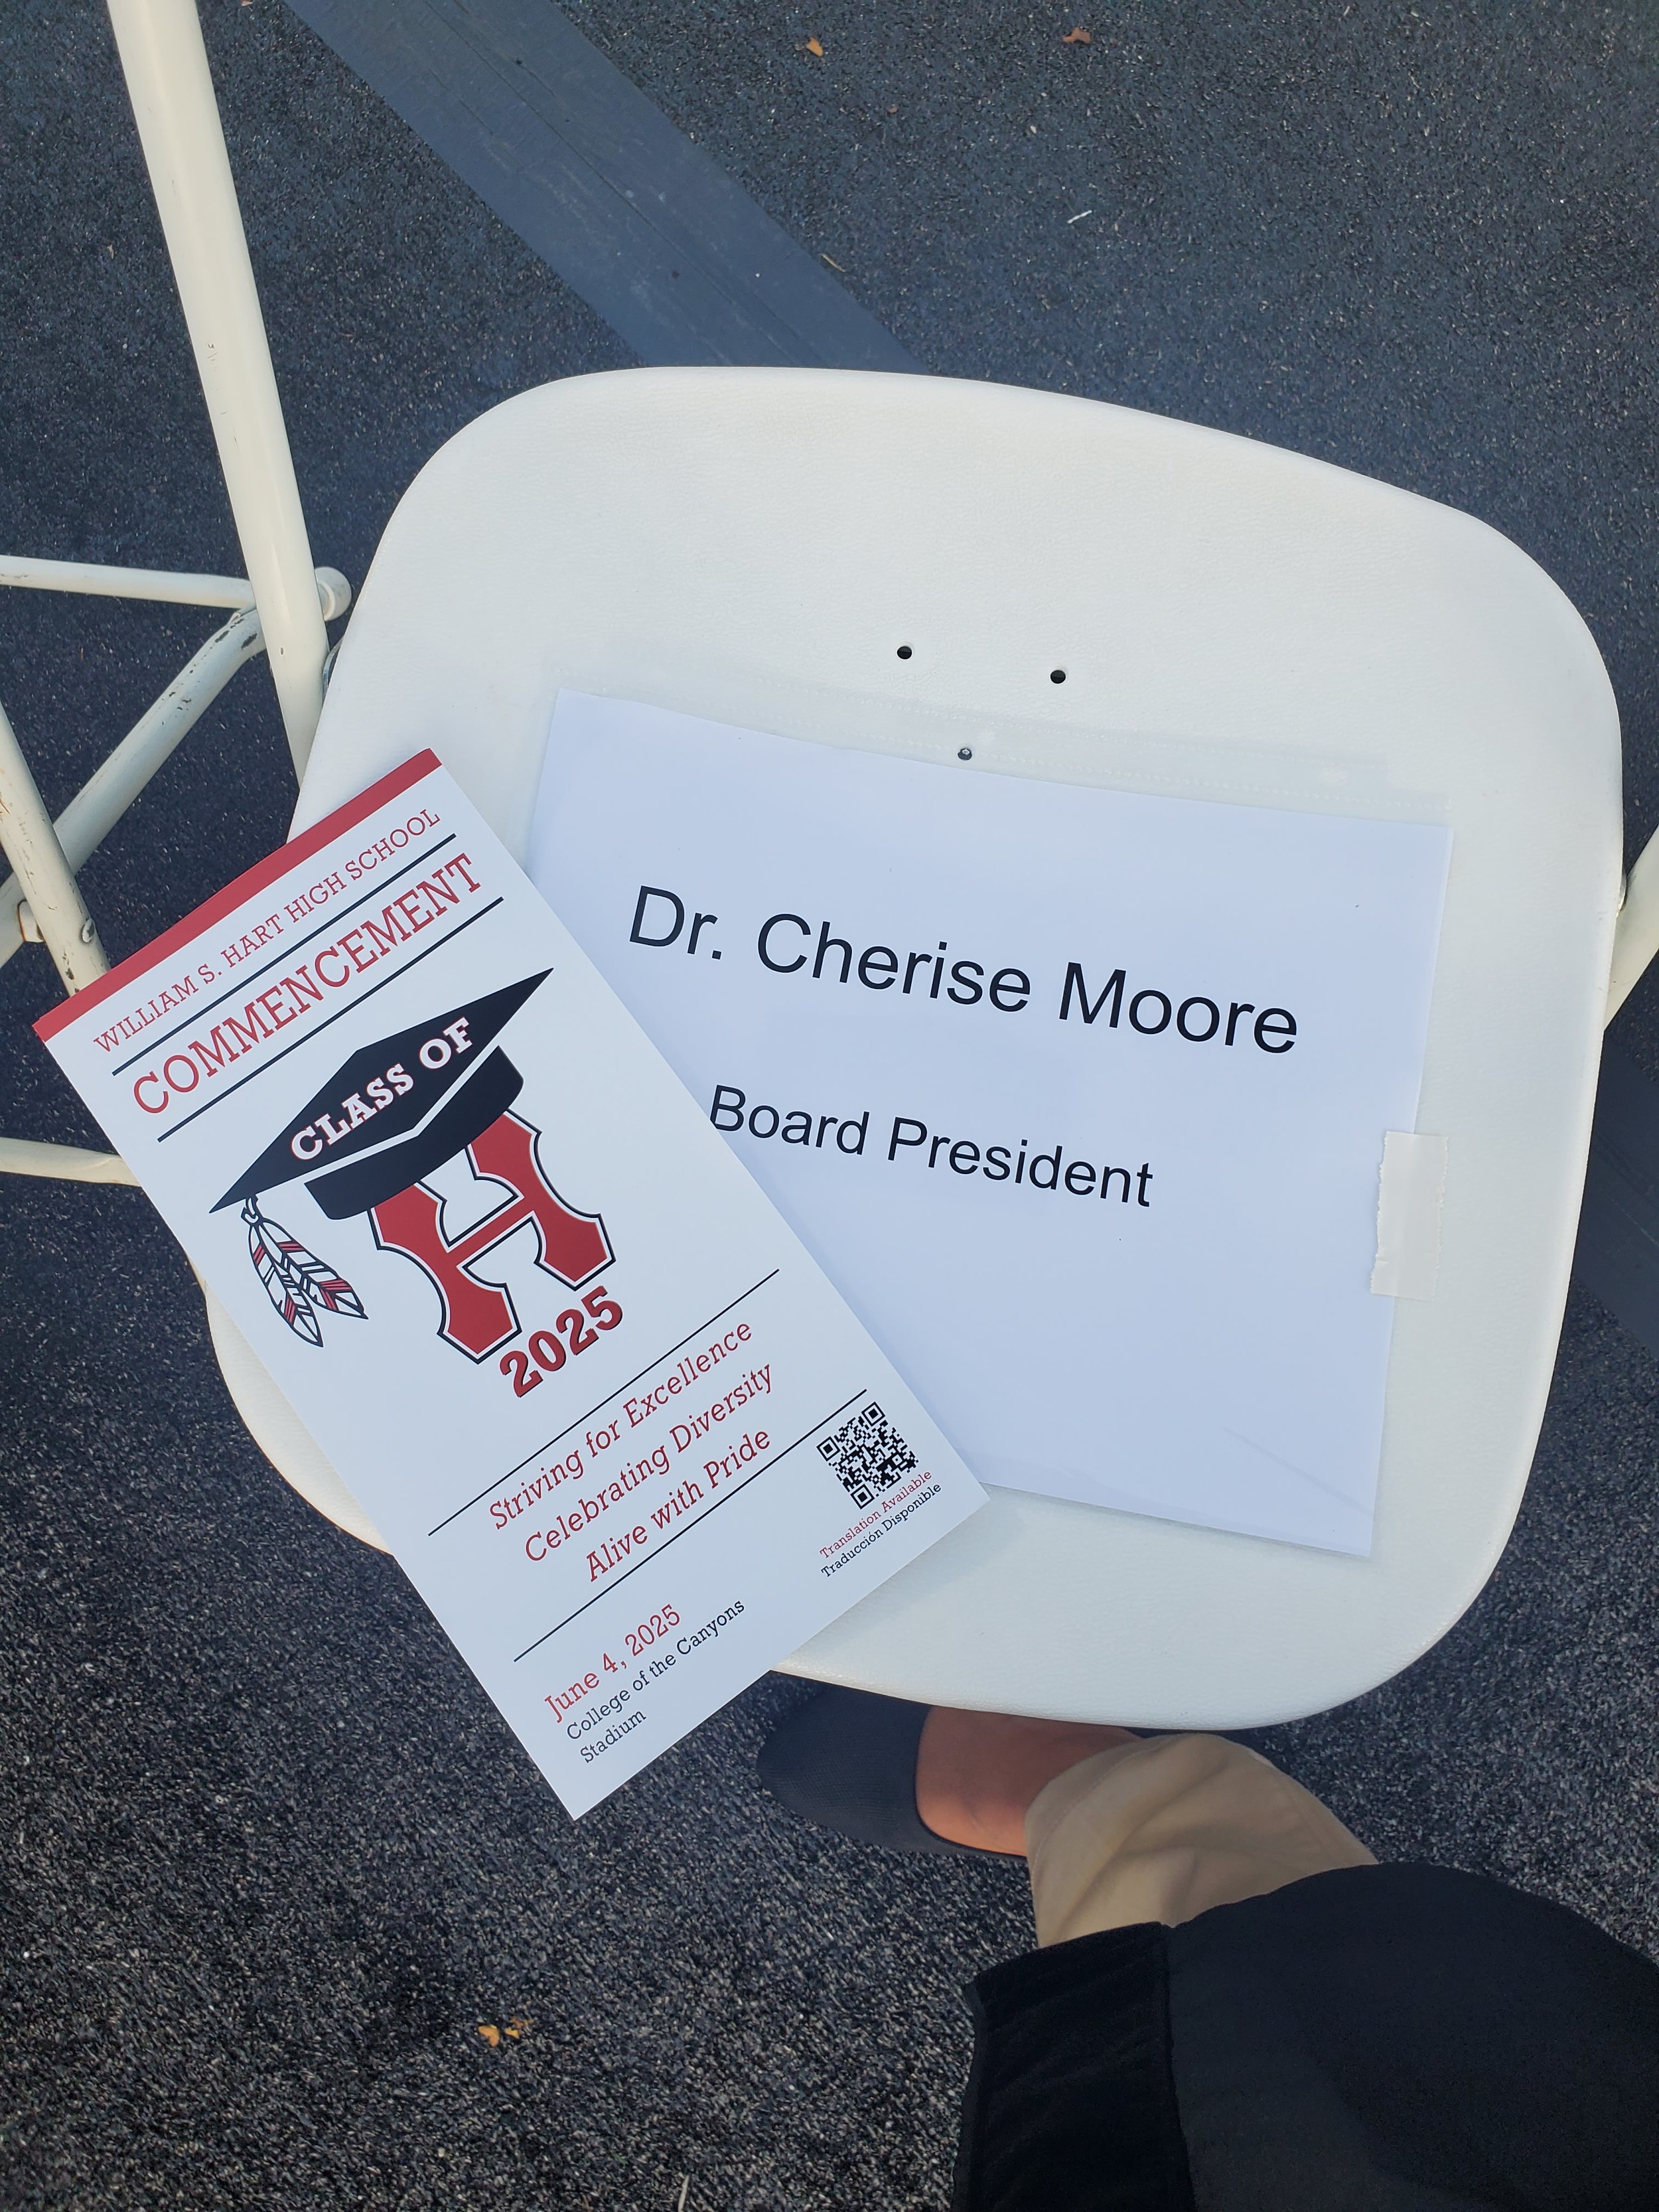 WILLIAM S. HART HIGH SCHOOL
COMMENCEMENT
CLASS OF
H
2025
Striving for Excellence
Celebrating Diversity
Alive with Pride
Translation Available
Traducción Disponible
June 4, 2025
College of the Canyons
Stadium
Dr. Cherise Moore
Board President